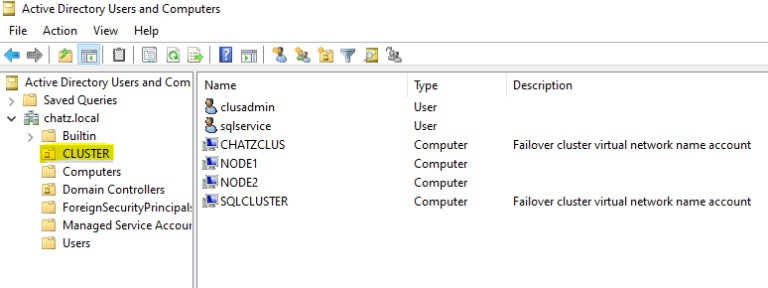 Active Directory Users and Computers
File Action View Help
Active Directory Users and Com
Saved Queries
chatz.local
Builtin
CLUSTER
Computers
Domain Controllers
ForeignSecurityPrincipals
Managed Service Accour
Users
Name Type Description
clusadmin User
sqlservice User
CHATZCLUS Computer Failover cluster virtual network name account
NODE1 Computer
NODE2 Computer
SQLCLUSTER Computer Failover cluster virtual network name account